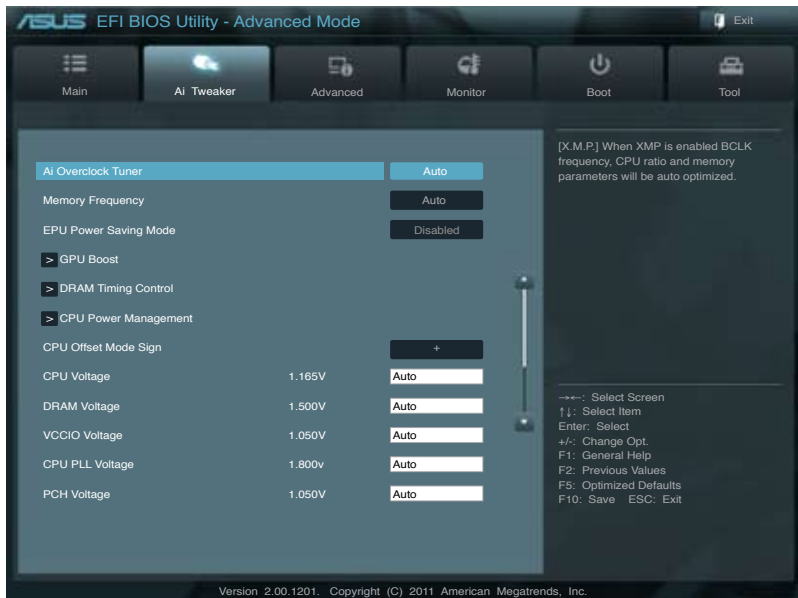 ASUS EFI BIOS Utility - Advanced Mode
Exit
Main
Ai Tweaker
Advanced
Monitor
Boot
Tool
Ai Overclock Tuner Auto
Memory Frequency Auto
EPU Power Saving Mode Disabled
> GPU Boost
> DRAM Timing Control
> CPU Power Management
CPU Offset Mode Sign +
CPU Voltage 1.165V Auto
DRAM Voltage 1.500V Auto
VCCIO Voltage 1.050V Auto
CPU PLL Voltage 1.800v Auto
PCH Voltage 1.050V Auto
[X.M.P.] When XMP is enabled BCLK
frequency, CPU ratio and memory
parameters will be auto optimized.
→←: Select Screen
↑↓: Select Item
Enter: Select
+/-: Change Opt.
F1: General Help
F2: Previous Values
F5: Optimized Defaults
F10: Save ESC: Exit
Version 2.00.1201. Copyright (C) 2011 American Megatrends, Inc.